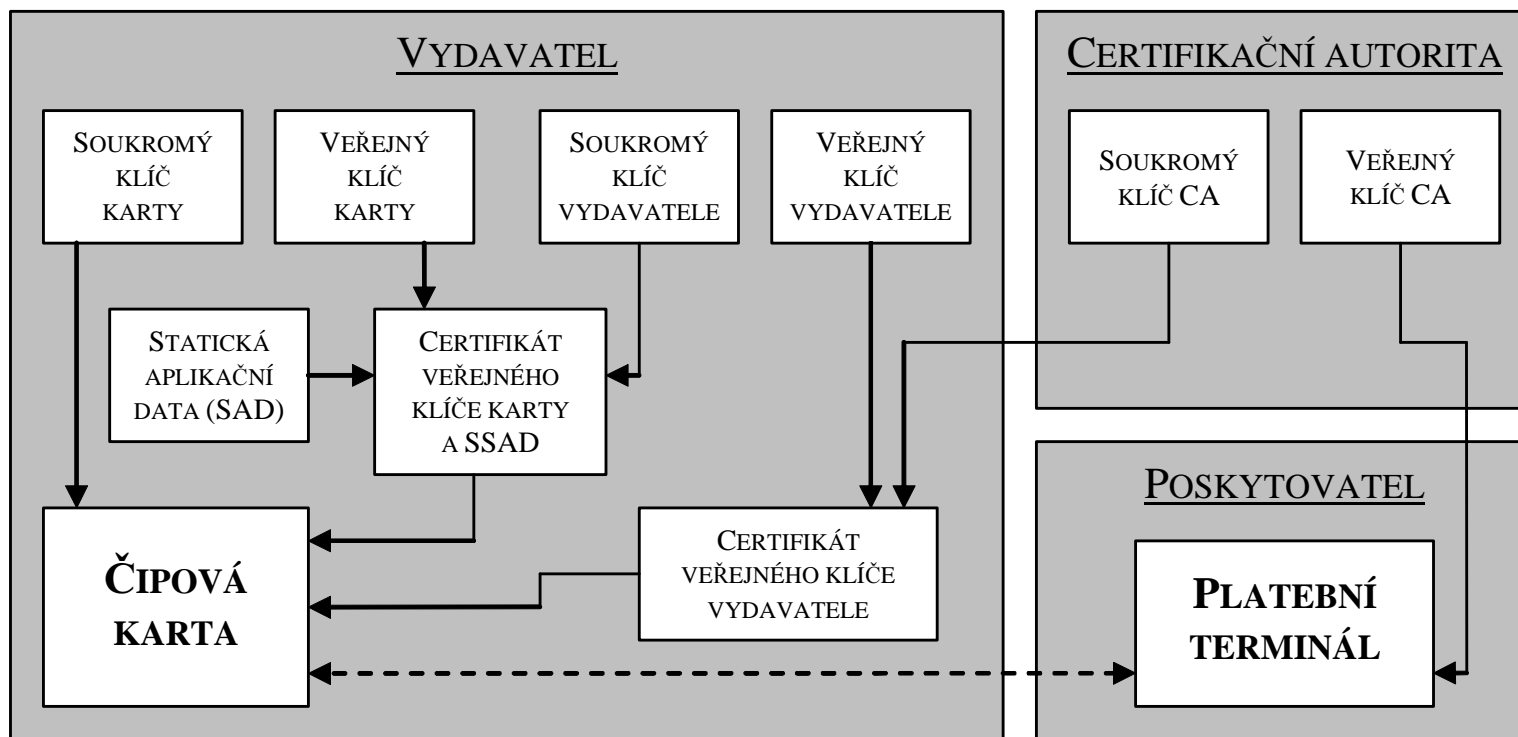 VYDAVATEL
SOUKROMÝ
KLÍČ
KARTY
VEŘEJNÝ
KLÍČ
KARTY
SOUKROMÝ
KLÍČ
VYDAVATELE
VEŘEJNÝ
KLÍČ
VYDAVATELE
STATICKÁ
APLIKAČNÍ
DATA (SAD)
CERTIFIKÁT
VEŘEJNÉHO
KLÍČE KARTY
A SSAD
ČIPOVÁ
KARTA
CERTIFIKÁT
VEŘEJNÉHO KLÍČE
VYDAVATELE
CERTIFIKAČNÍ AUTORITA
SOUKROMÝ
KLÍČ CA
VEŘEJNÝ
KLÍČ CA
POSKYTOVATEL
PLATEBNÍ
TERMINÁL